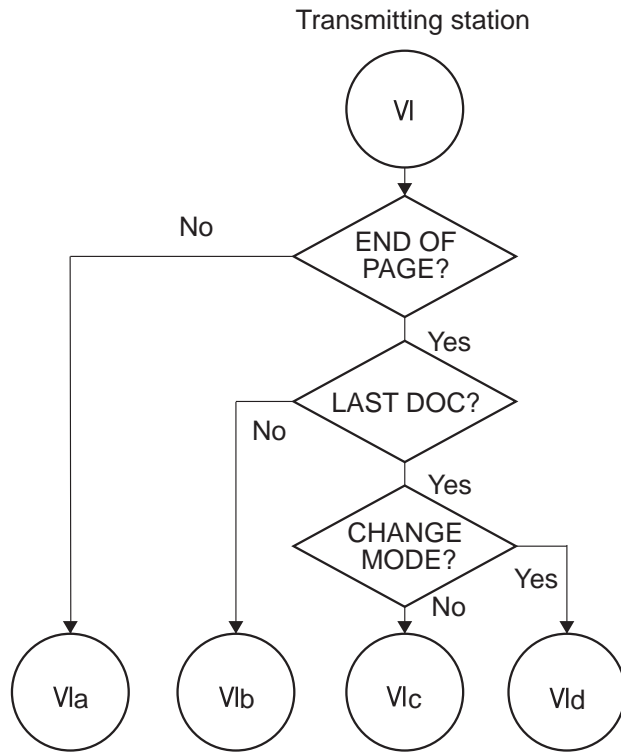 Transmitting station
VI
No
END OF
PAGE?
Yes
LAST DOC?
No
Yes
CHANGE
MODE?
Yes
No
VIa
VIb
VIc
VId